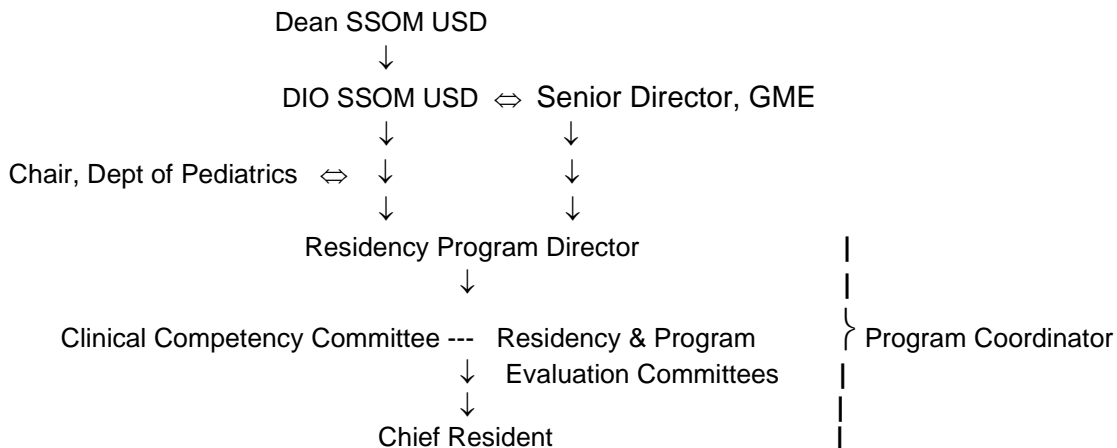 Dean SSOM USD
↓
DIO SSOM USD ⇔ Senior Director, GME
↓ ↓
Chair, Dept of Pediatrics ⇔ ↓ ↓
↓ ↓
Residency Program Director |
↓ |
Clinical Competency Committee --- Residency & Program } Program Coordinator
↓ Evaluation Committees |
↓ |
Chief Resident |